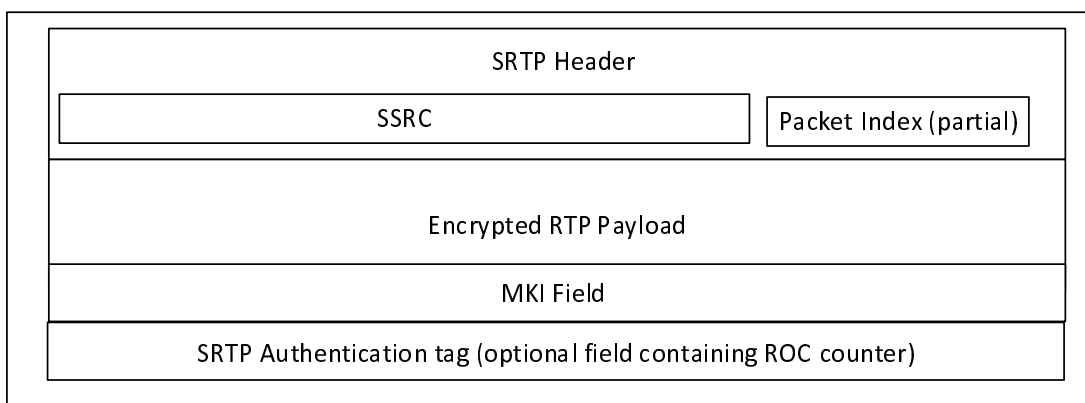 SRTP Header
SSRC
Packet Index (partial)
Encrypted RTP Payload
MKI Field
SRTP Authentication tag (optional field containing ROC counter)